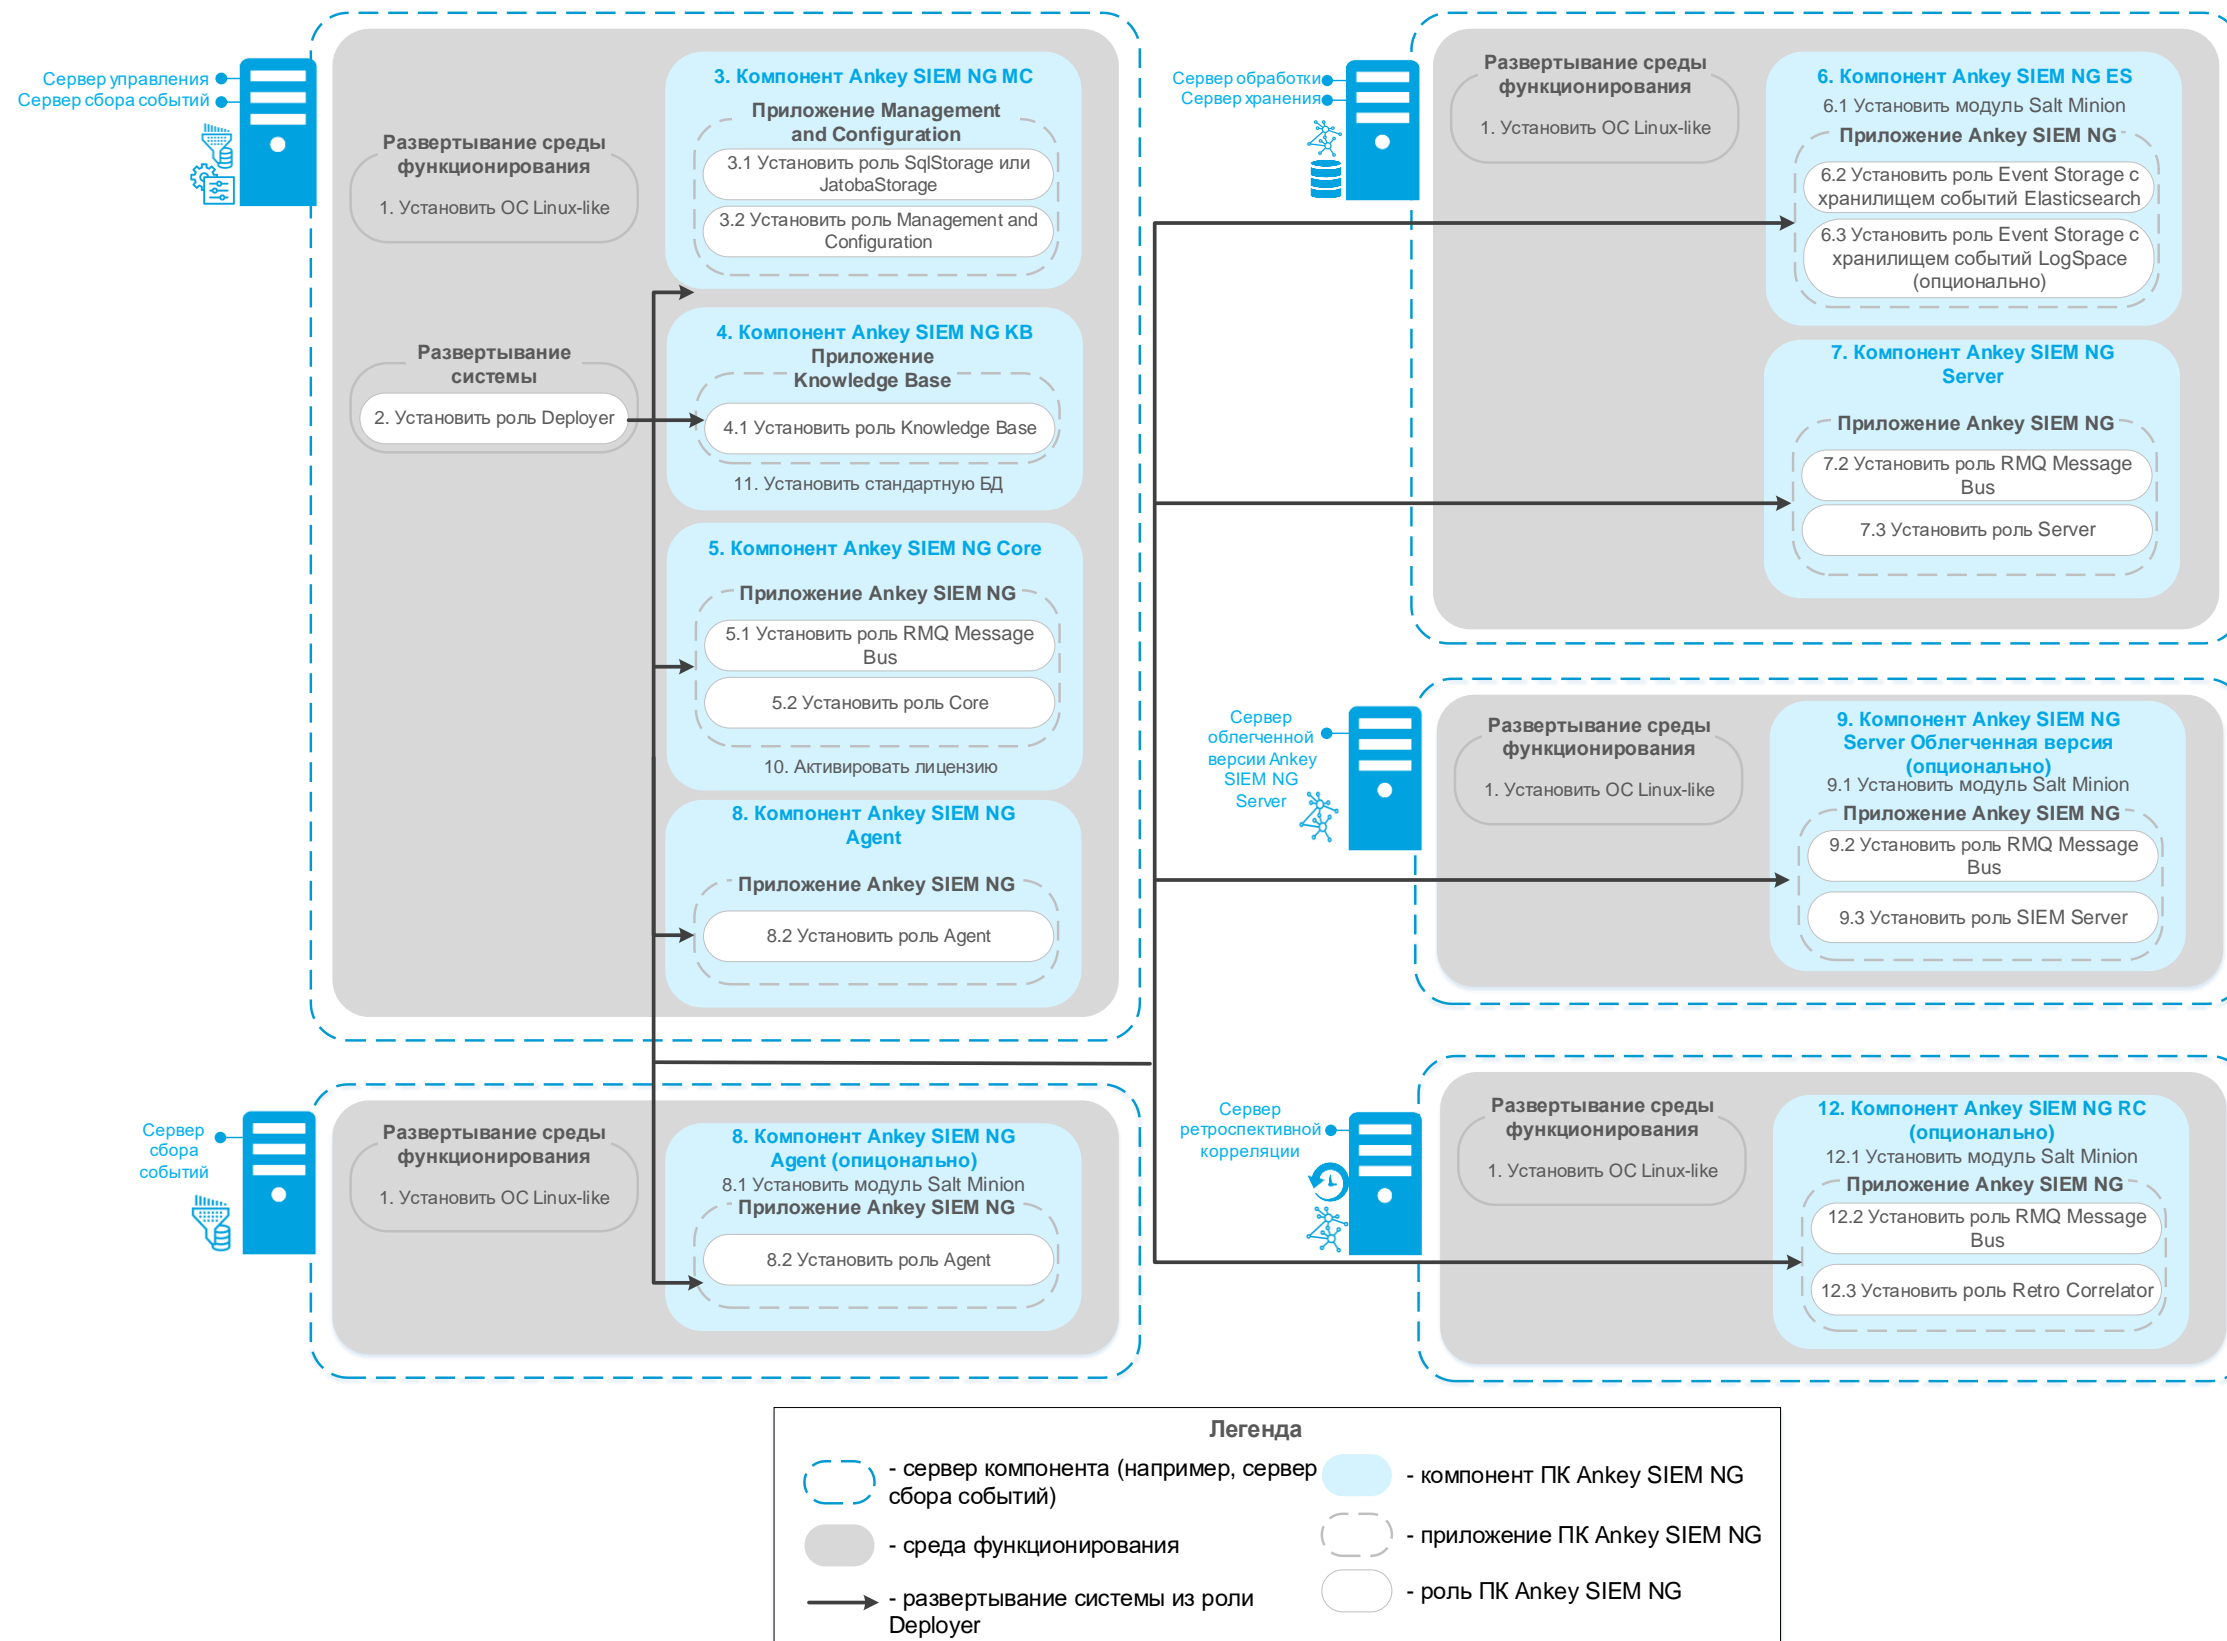 Сервер управления
Сервер сбора событий
Развертывание среды
функционирования
1. Установить ОС Linux-like
Развертывание
системы
2. Установить роль Deployer
3. Компонент Ankey SIEM NG MC
Приложение Management
and Configuration
3.1 Установить роль SqlStorage или
JatobaStorage
3.2 Установить роль Management and
Configuration
4. Компонент Ankey SIEM NG KB
Приложение
Knowledge Base
4.1 Установить роль Knowledge Base
11. Установить стандартную БД
5. Компонент Ankey SIEM NG Core
Приложение Ankey SIEM NG
5.1 Установить роль RMQ Message
Bus
5.2 Установить роль Core
10. Активировать лицензию
8. Компонент Ankey SIEM NG
Agent
Приложение Ankey SIEM NG
8.2 Установить роль Agent
Сервер
сбора
событий
Развертывание среды
функционирования
1. Установить ОС Linux-like
8. Компонент Ankey SIEM NG
Agent (опицонально)
8.1 Установить модуль Salt Minion
Приложение Ankey SIEM NG
8.2 Установить роль Agent
Сервер обработки
Сервер хранения
Развертывание среды
функционирования
1. Установить ОС Linux-like
6. Компонент Ankey SIEM NG ES
6.1 Установить модуль Salt Minion
Приложение Ankey SIEM NG
6.2 Установить роль Event Storage с
хранилищем событий Elasticsearch
6.3 Установить роль Event Storage с
хранилищем событий LogSpace
(опционально)
7. Компонент Ankey SIEM NG
Server
Приложение Ankey SIEM NG
7.2 Установить роль RMQ Message
Bus
7.3 Установить роль Server
Сервер
облегченной
версии Ankey
SIEM NG
Server
Развертывание среды
функционирования
1. Установить ОС Linux-like
9. Компонент Ankey SIEM NG
Server Облегченная версия
(опционально)
9.1 Установить модуль Salt Minion
Приложение Ankey SIEM NG
9.2 Установить роль RMQ Message
Bus
9.3 Установить роль SIEM Server
Сервер
ретроспективной
корреляции
Развертывание среды
функционирования
1. Установить ОС Linux-like
12. Компонент Ankey SIEM NG RC
(опционально)
12.1 Установить модуль Salt Minion
Приложение Ankey SIEM NG
12.2 Установить роль RMQ Message
Bus
12.3 Установить роль Retro Correlator
Легенда
- сервер компонента (например, сервер
сбора событий)
- среда функционирования
- развертывание системы из роли
Deployer
- компонент ПК Ankey SIEM NG
- приложение ПК Ankey SIEM NG
- роль ПК Ankey SIEM NG